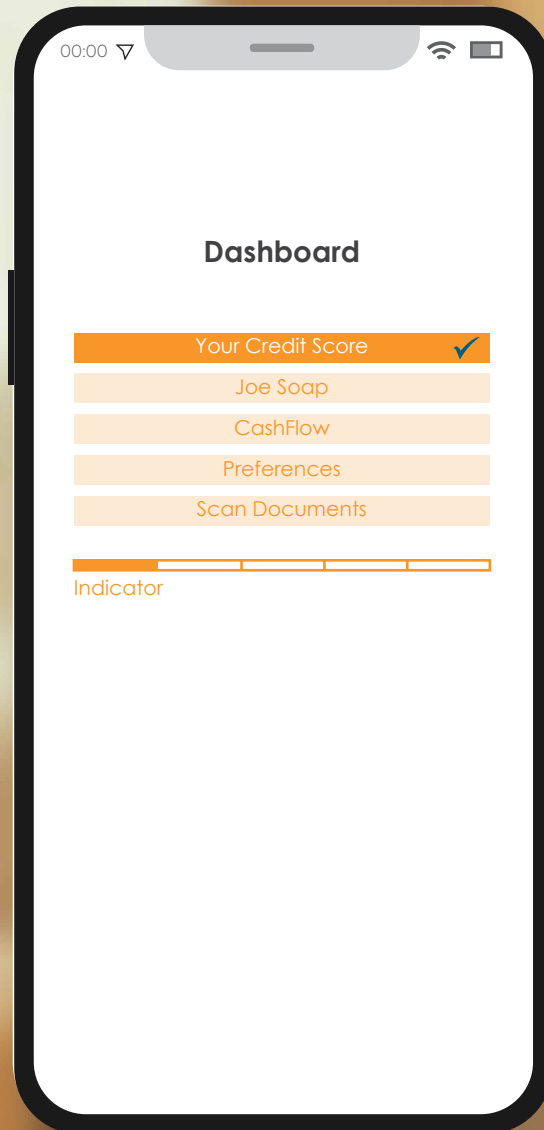 00:00
Dashboard
Your Credit Score
Joe Soap
CashFlow
Preferences
Scan Documents
Indicator